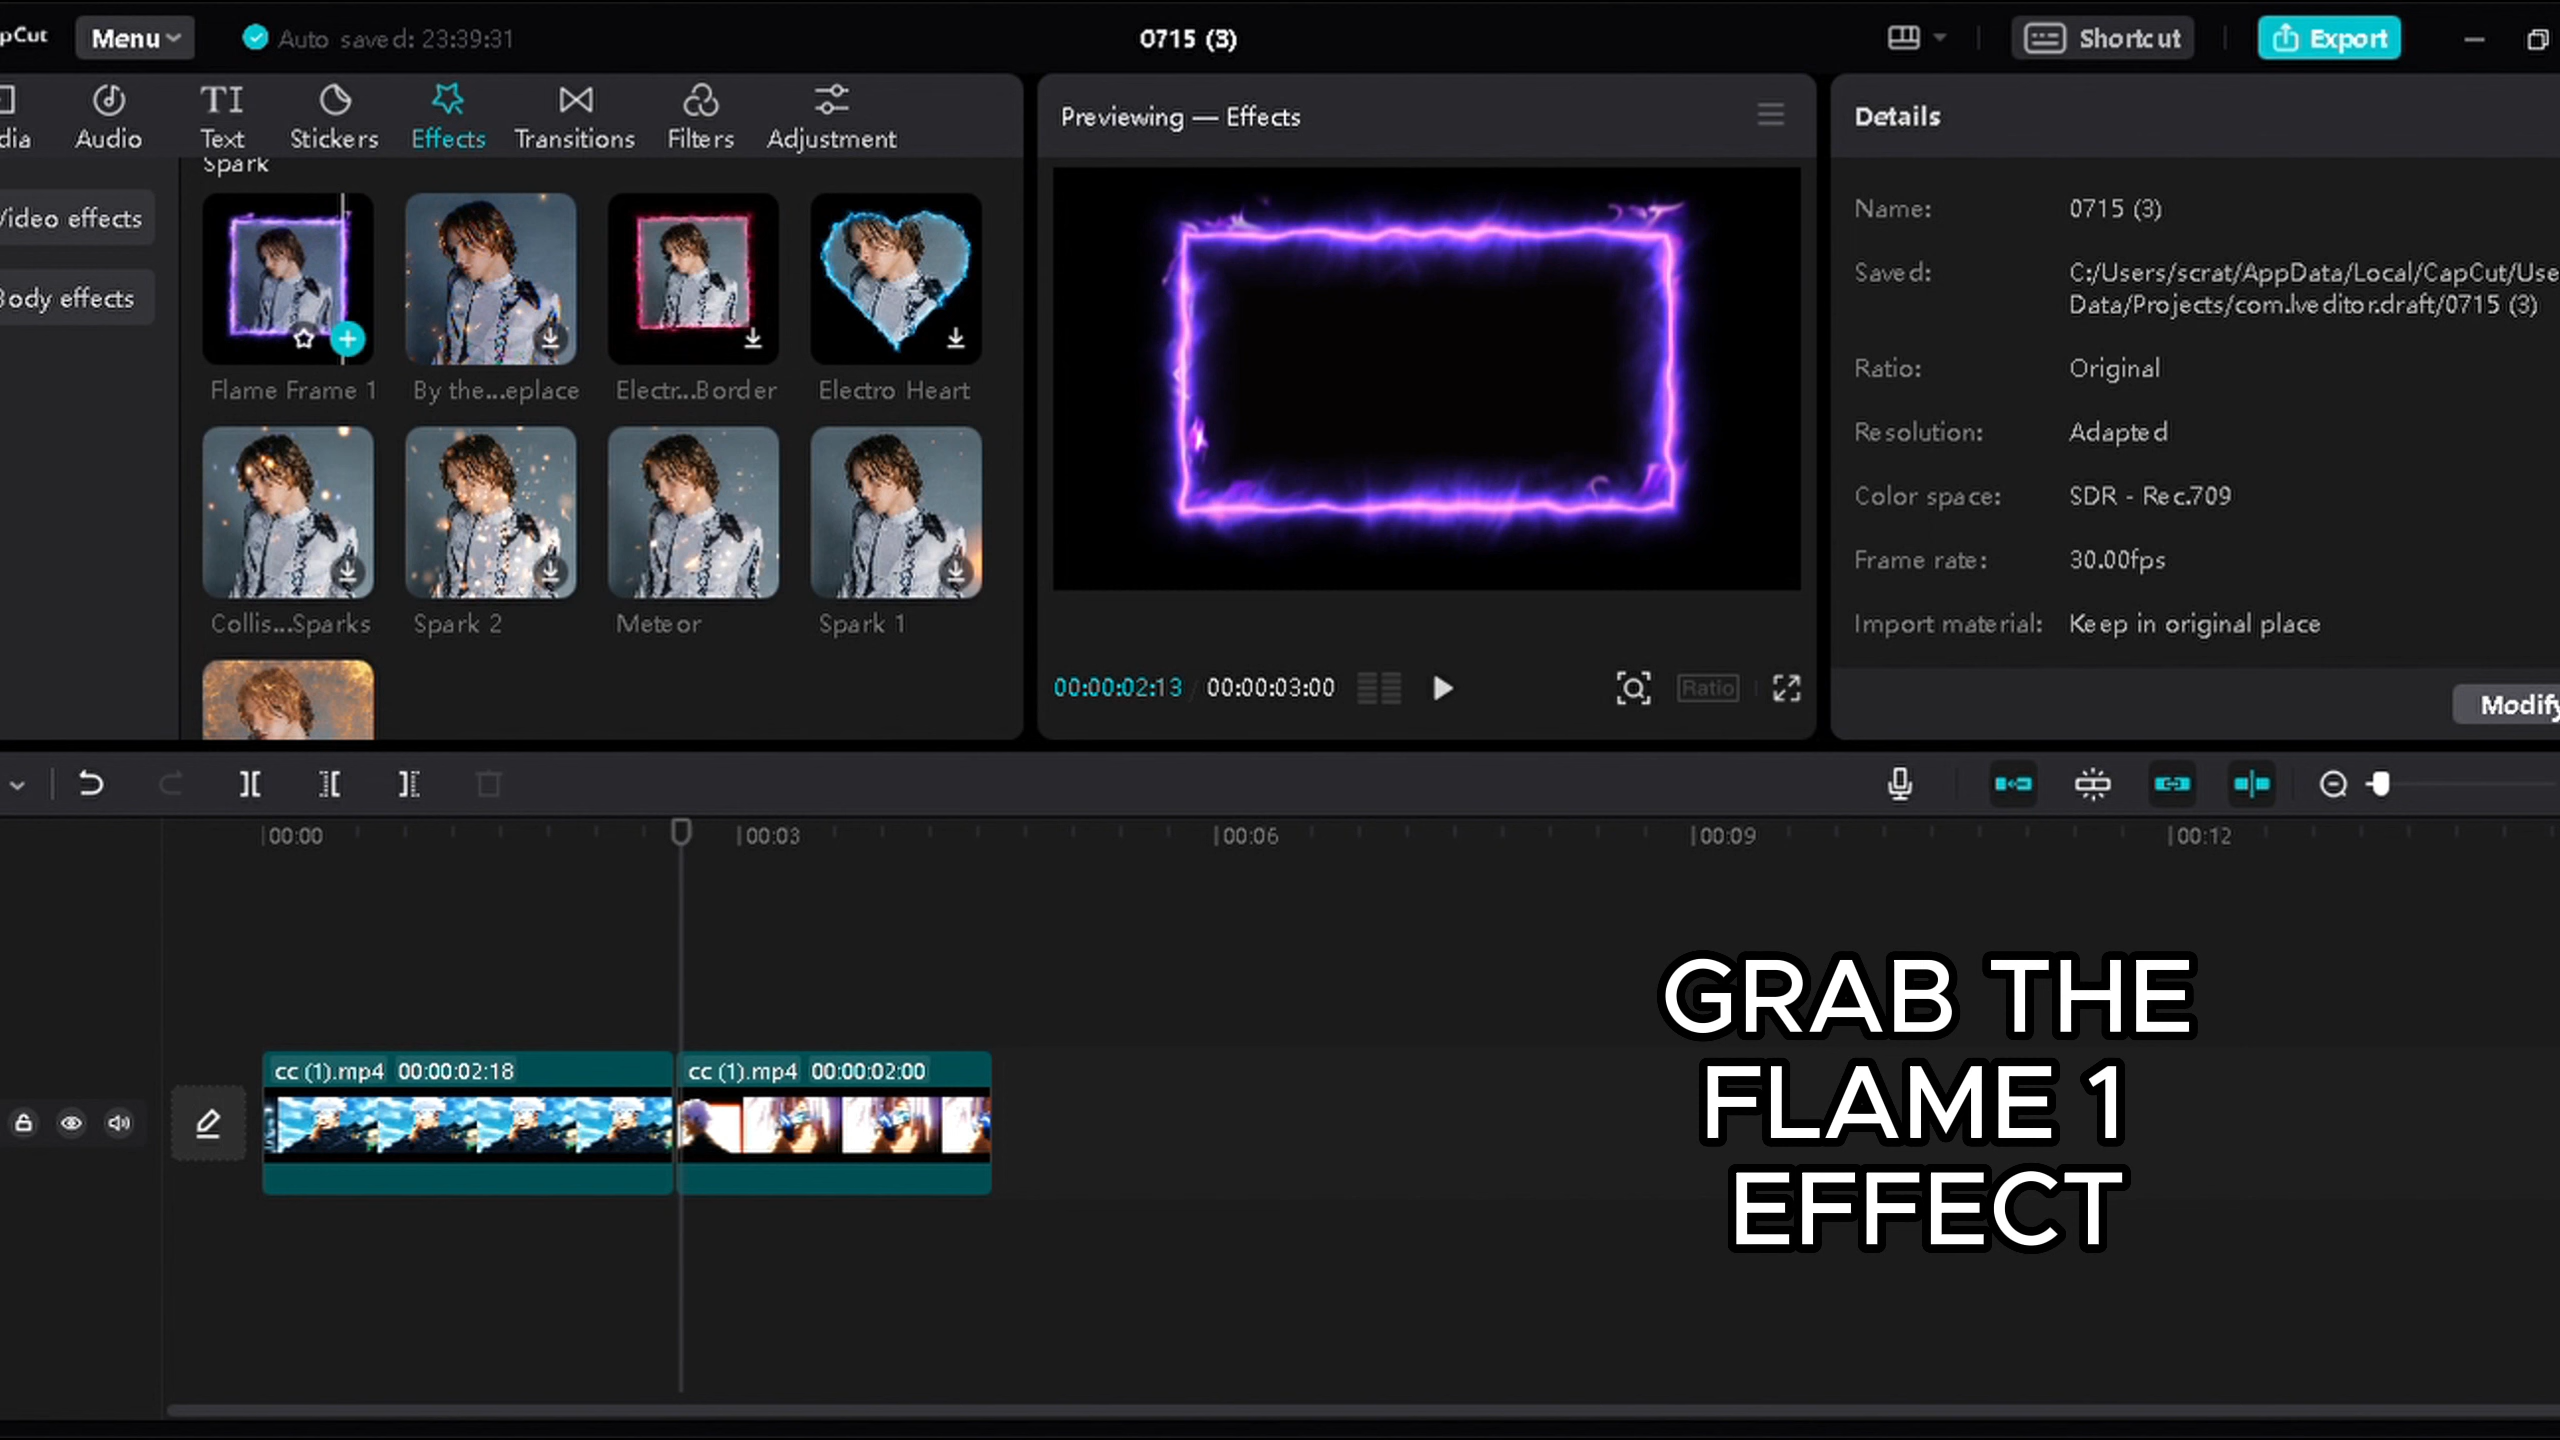 pCut Menu Auto saved: 23:39:31 0715 (3) Shortcut Export
dia Audio Text Stickers Effects Transitions Filters Adjustment
Spark
Video effects
Body effects
Flame Frame 1 By the...eplace Electr...Border Electro Heart
Collis...Sparks Spark 2 Meteor Spark 1
Previewing — Effects
00:00:02:13 00:00:03:00 Ratio
Details
Name: 0715 (3)
Saved: C:/Users/scrat/AppData/Local/CapCut/Use
Data/Projects/com.lveditor.draft/0715 (3)
Ratio: Original
Resolution: Adapted
Color space: SDR - Rec.709
Frame rate: 30.00fps
Import material: Keep in original place
Modify
00:00 00:03 00:06 00:09 00:12
cc (1).mp4 00:00:02:18 cc (1).mp4 00:00:02:00
GRAB THE
FLAME 1
EFFECT